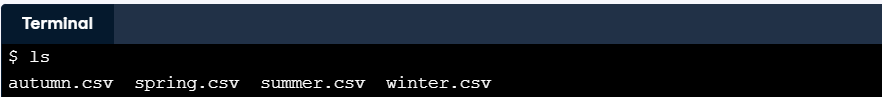 Terminal
$ ls
autumn.csv  spring.csv  summer.csv  winter.csv